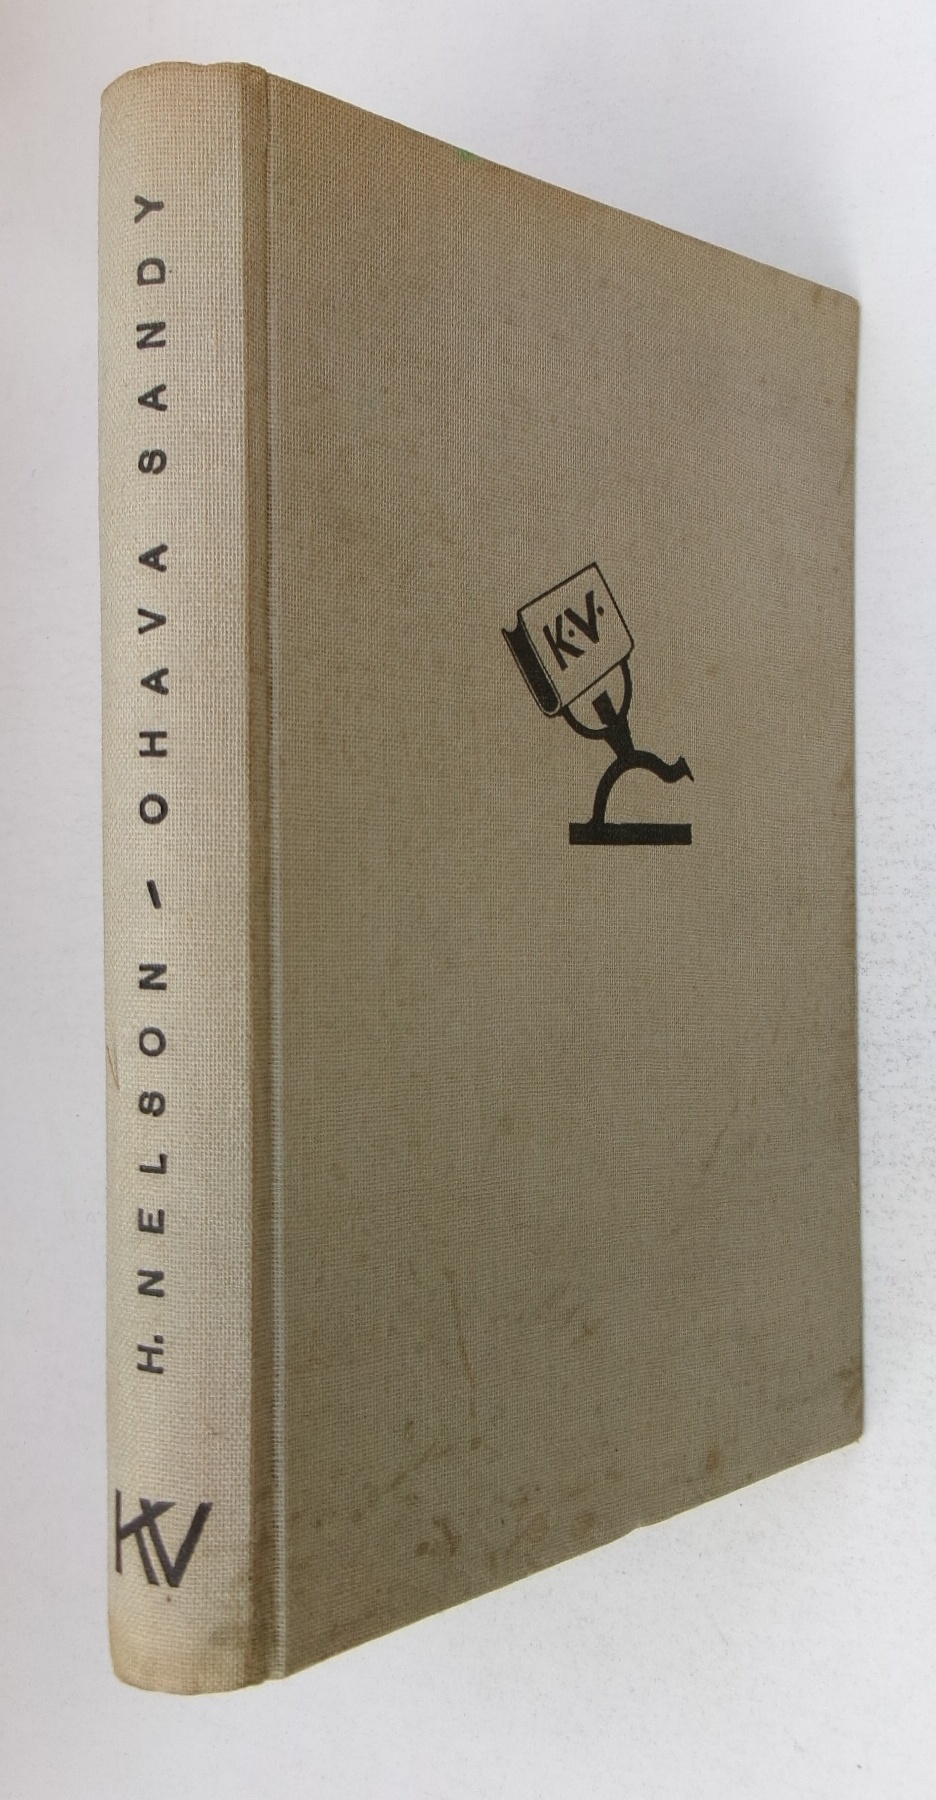 H. NELSON - OHAVA SANDY
KV
K.V.